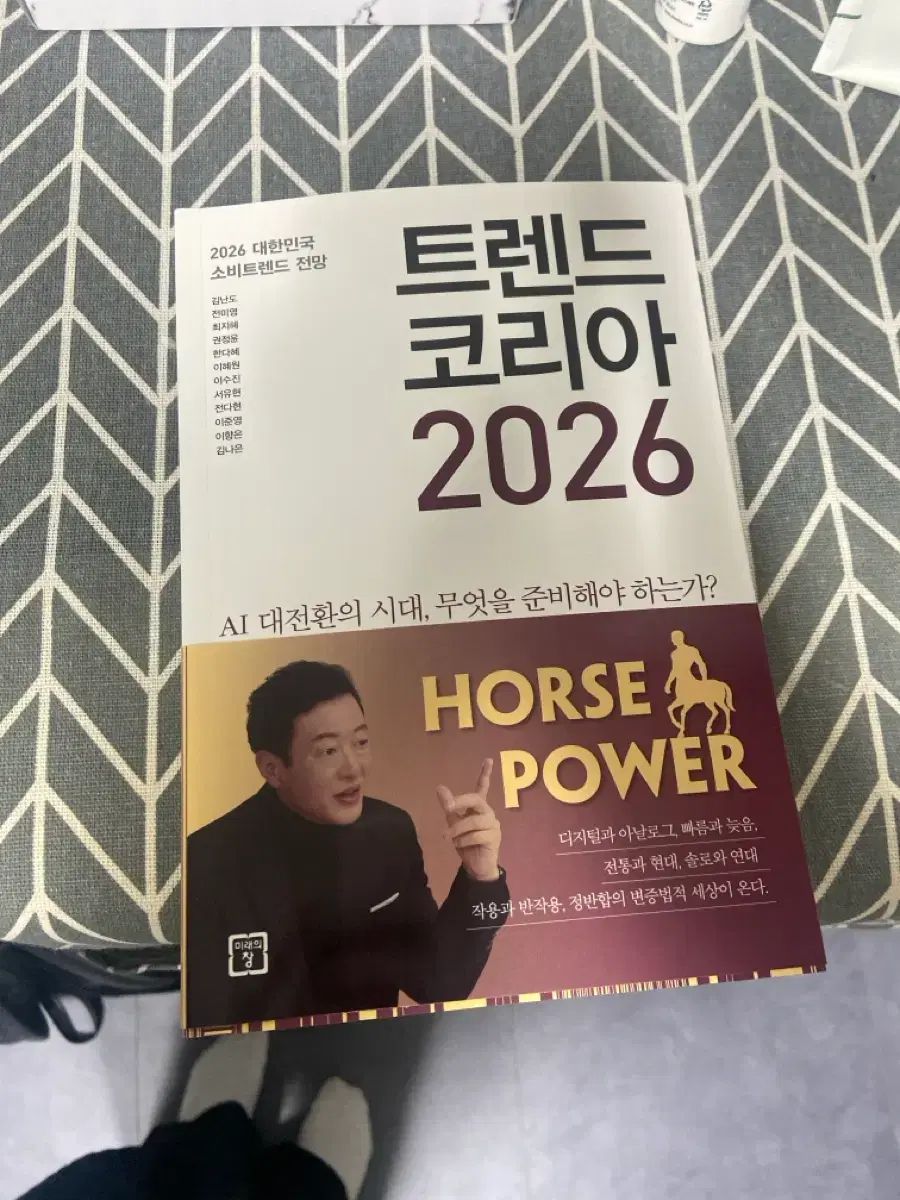 2026 대한민국
소비트렌드 전망
김난도
전미영
최지혜
권정윤
한다혜
이혜원
이수진
서유현
전다현
이준영
이향은
김나은
트렌드
코리아
2026
AI 대전환의 시대, 무엇을 준비해야 하는가?
HORSE
POWER
디지털과 아날로그, 빠름과 늦음,
전통과 현대, 솔로와 연대
작용과 반작용, 정반합의 변증법적 세상이 온다.
미래의
창